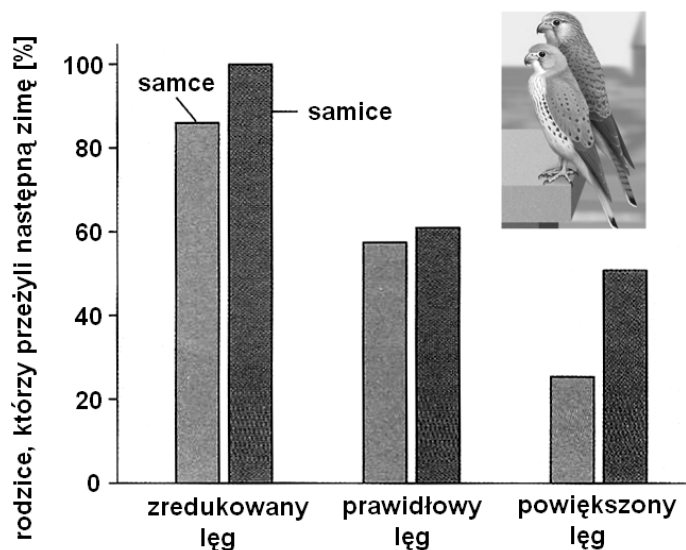 rodzice, którzy przeżyli następną zimę [%]
100
80
60
40
20
0
samce
samice
zredukowany
lęg
prawidłowy
lęg
powiększony
lęg